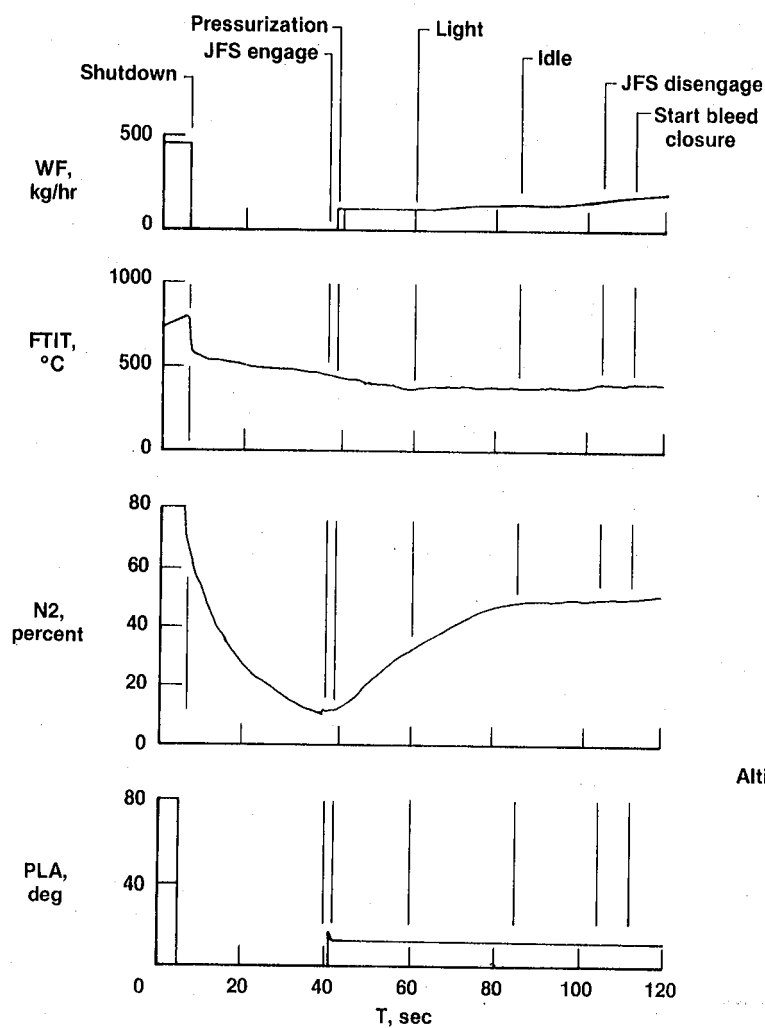 Pressurization
JFS engage
Light
Idle
Shutdown
JFS disengage
Start bleed
closure
500
WF,
kg/hr
0
1000
FTIT,
°C
500
0
80
60
N2,
percent
40
20
0
Alti
80
PLA,
deg
40
0 20 40 60 80 100 120
T, sec